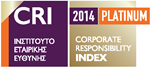 CRI
ΙΝΣΤΙΤΟΥΤΟ
ΕΤΑΙΡΙΚΗΣ
ΕΥΘΥΝΗΣ
2014 PLATINUM
CORPORATE
RESPONSIBILITY
INDEX